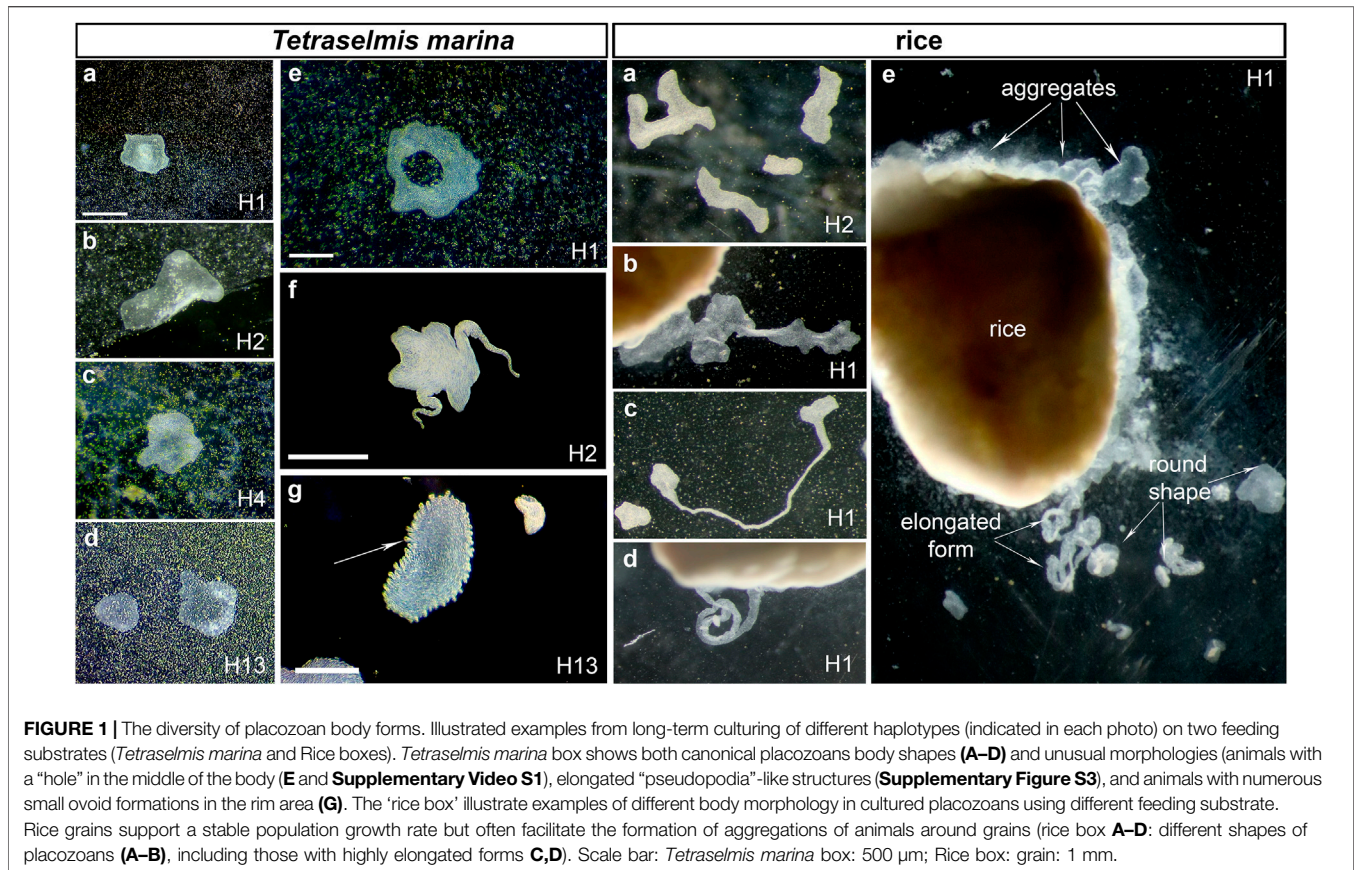 Tetraselmis marina
rice
a
H1
b
H2
c
H4
d
H13
e
H1
f
H2
g
H13
a
H2
b
H1
c
H1
d
H1
e
H1
aggregates
rice
round
shape
elongated
form
FIGURE 1 | The diversity of placozoan body forms. Illustrated examples from long-term culturing of different haplotypes (indicated in each photo) on two feeding
substrates (Tetraselmis marina and Rice boxes). Tetraselmis marina box shows both canonical placozoans body shapes (A–D) and unusual morphologies (animals with
a “hole” in the middle of the body (E and Supplementary Video S1), elongated “pseudopodia”-like structures (Supplementary Figure S3), and animals with numerous
small ovoid formations in the rim area (G). The ‘rice box’ illustrate examples of different body morphology in cultured placozoans using different feeding substrate.
Rice grains support a stable population growth rate but often facilitate the formation of aggregations of animals around grains (rice box A–D: different shapes of
placozoans (A–B), including those with highly elongated forms C,D). Scale bar: Tetraselmis marina box: 500 μm; Rice box: grain: 1 mm.